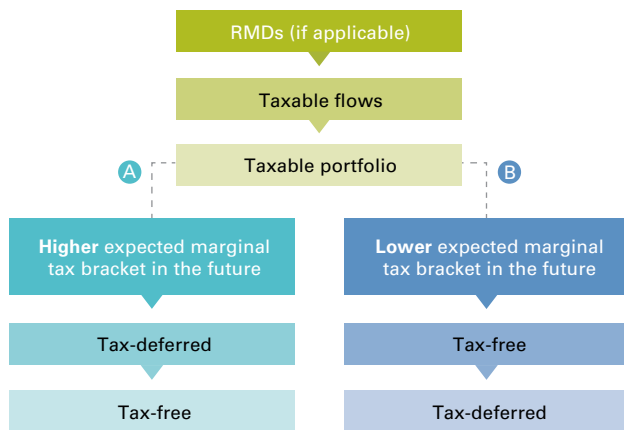 RMDs (if applicable)
Taxable flows
Taxable portfolio
A
B
Higher expected marginal
tax bracket in the future
Lower expected marginal
tax bracket in the future
Tax-deferred
Tax-free
Tax-free
Tax-deferred